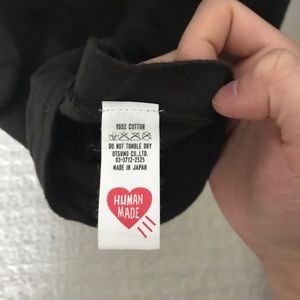 100% COTTON
DO NOT TUMBLE DRY
OTSUMO CO., LTD.
03-3712-2525
MADE IN JAPAN
HUMAN
MADE